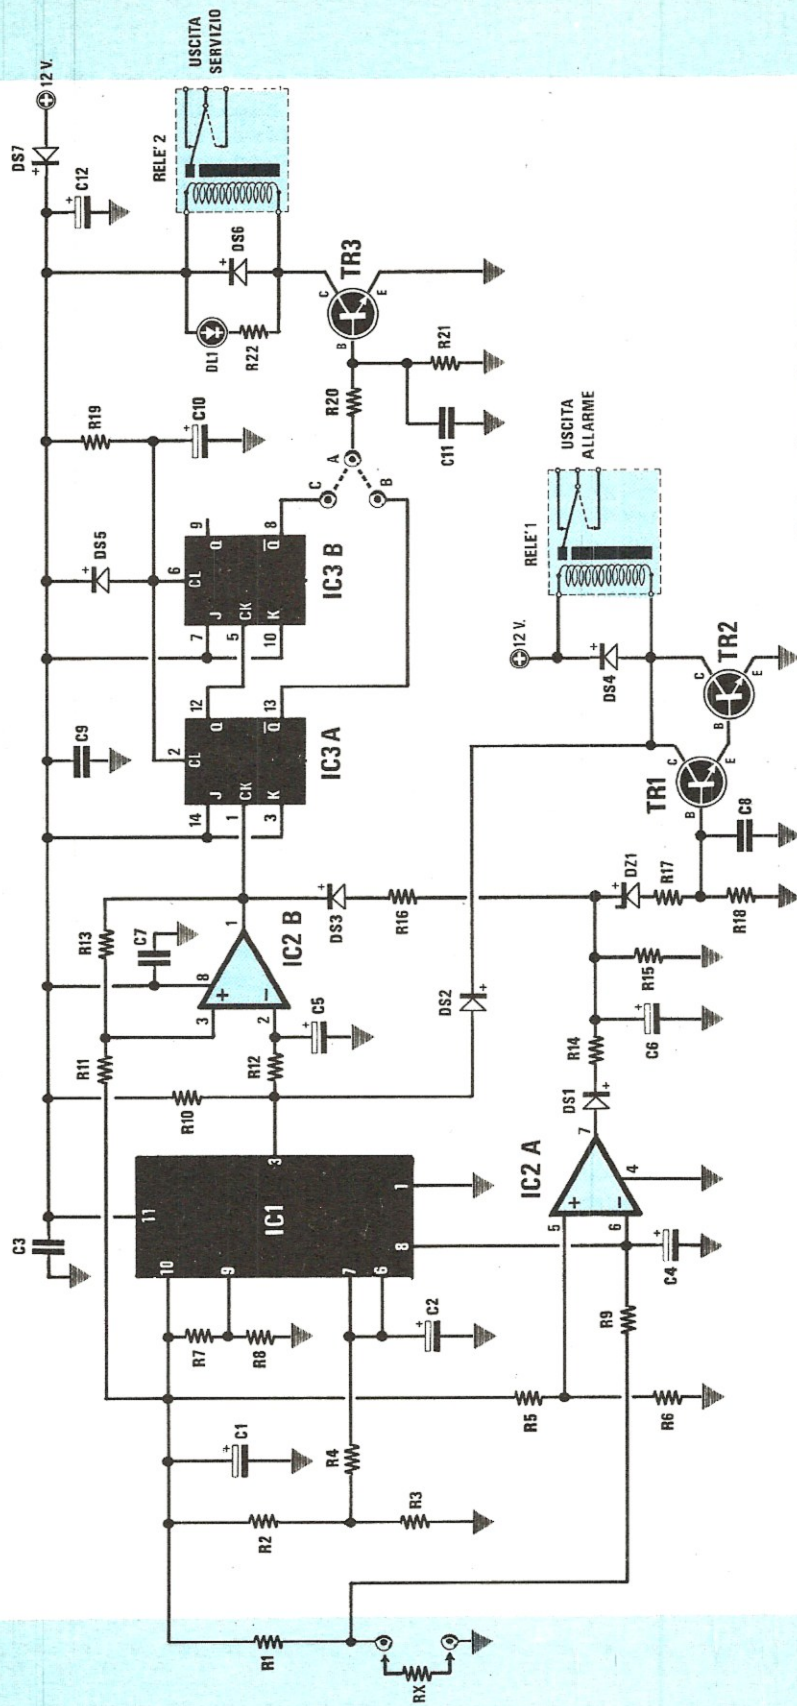 12 V.
DS7
C12
USCITA
SERVIZIO
RELE' 2
DS6
DL1
R22
TR3
C
B
E
R21
R20
C11
R19
C10
DS5
C
A
B
6
CL
9
Q
7
J
5
CK
10
K
8
Q̅
IC3 B
C9
2
CL
12
Q
14
J
1
CK
3
K
13
Q̅
IC3 A
USCITA
ALLARME
RELE' 1
12 V.
DS4
TR1
C
B
E
TR2
C
B
E
C8
R13
C7
8
1
3
2
IC2 B
DS3
R16
DZ1
R17
R18
R11
R12
C5
DS2
R15
C6
R14
DS1
R10
C3
11
IC1
3
10
9
7
6
8
1
IC2 A
7
5
6
4
C4
R7
R8
C2
R9
R5
R6
C1
R4
R2
R3
R1
RX